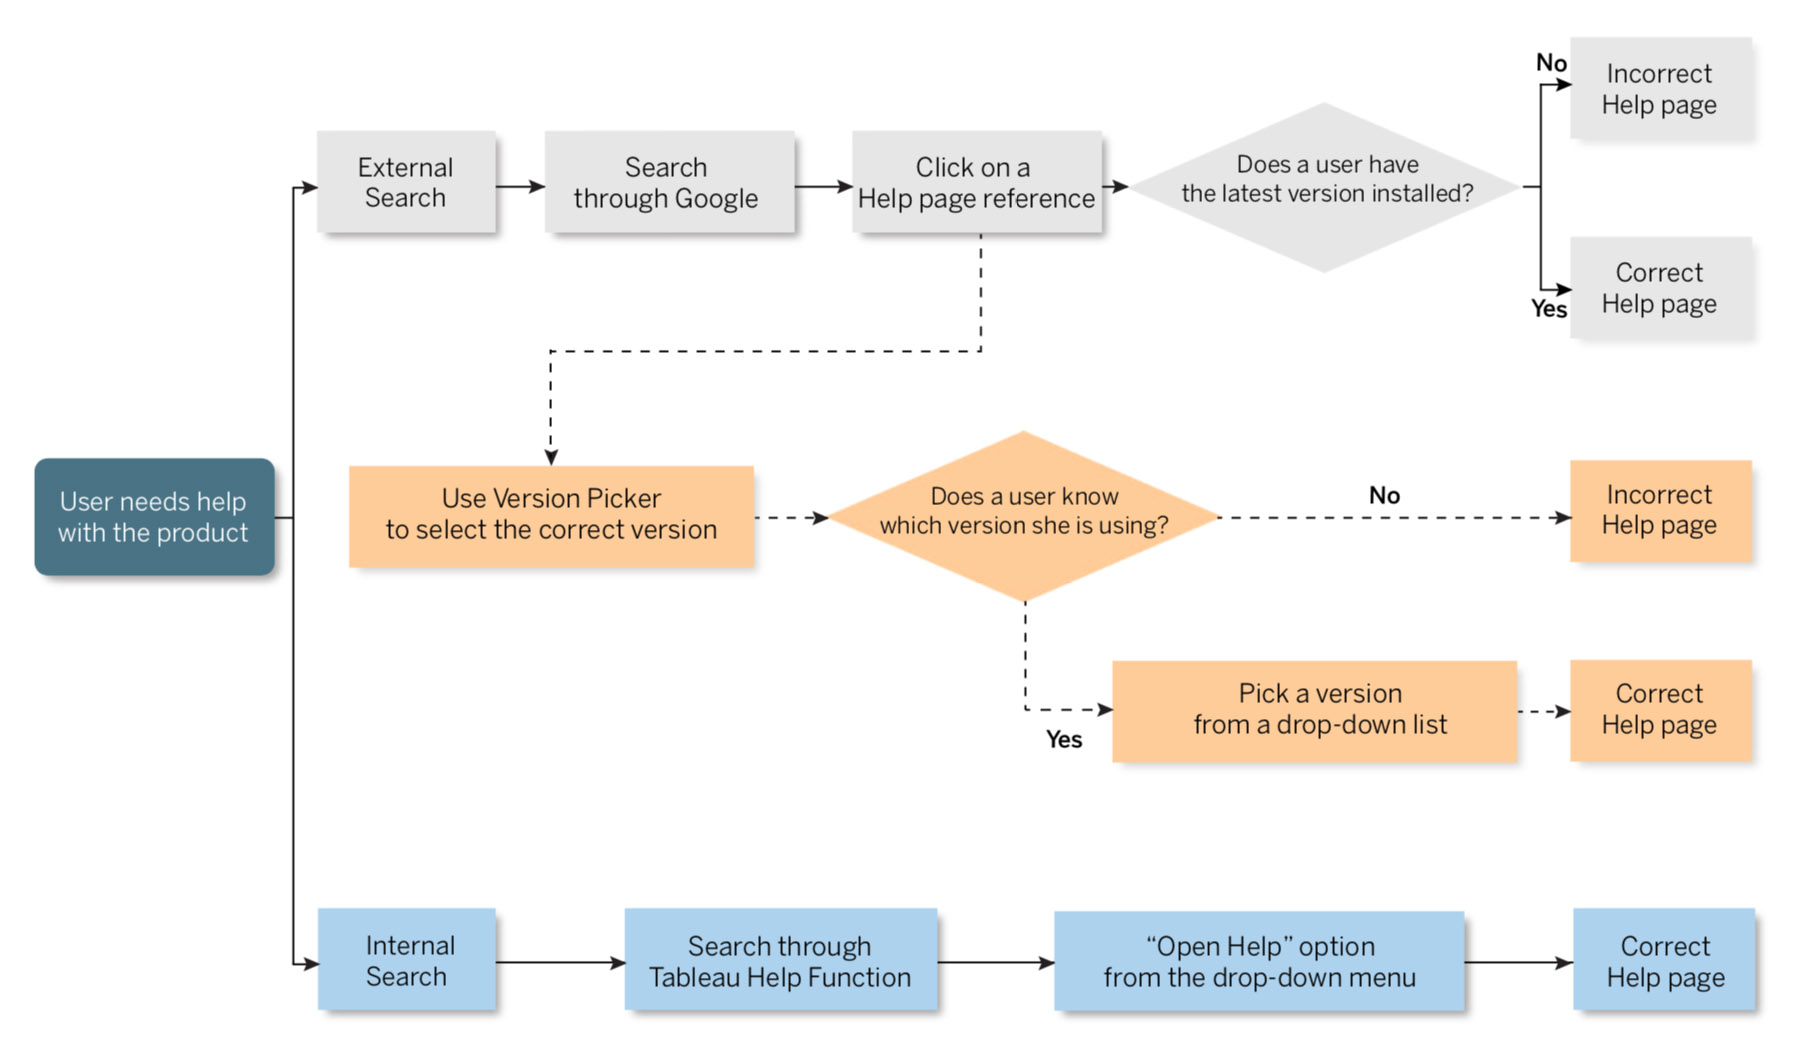 User needs help
with the product
External
Search
Search
through Google
Click on a
Help page reference
Does a user have
the latest version installed?
No
Incorrect
Help page
Yes
Correct
Help page
Use Version Picker
to select the correct version
Does a user know
which version she is using?
No
Incorrect
Help page
Yes
Pick a version
from a drop-down list
Correct
Help page
Internal
Search
Search through
Tableau Help Function
“Open Help” option
from the drop-down menu
Correct
Help page